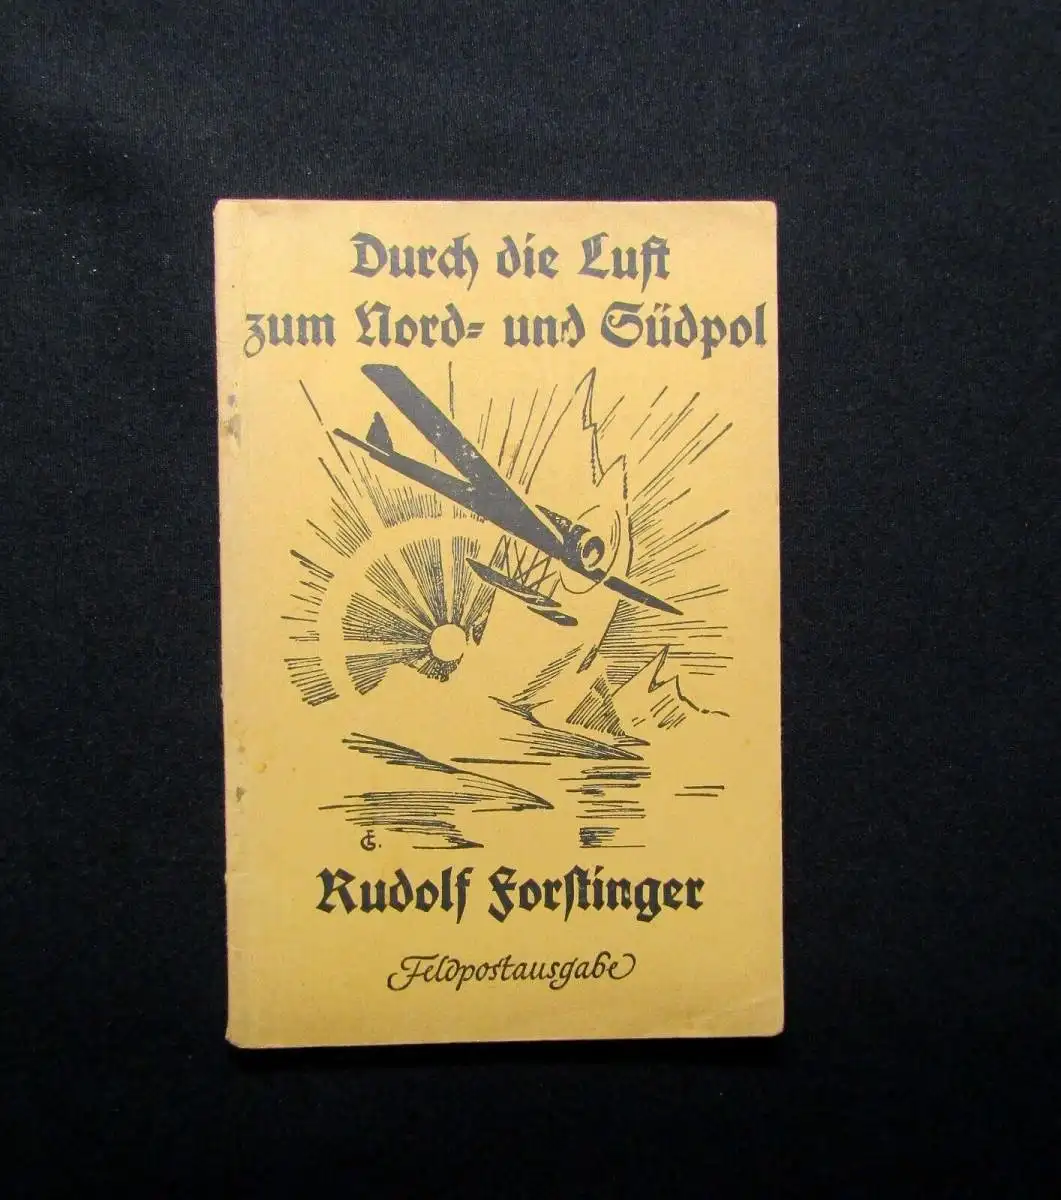 Durch die Luft
zum Nord- und Südpol
Rudolf Forstinger
Feldpostausgabe